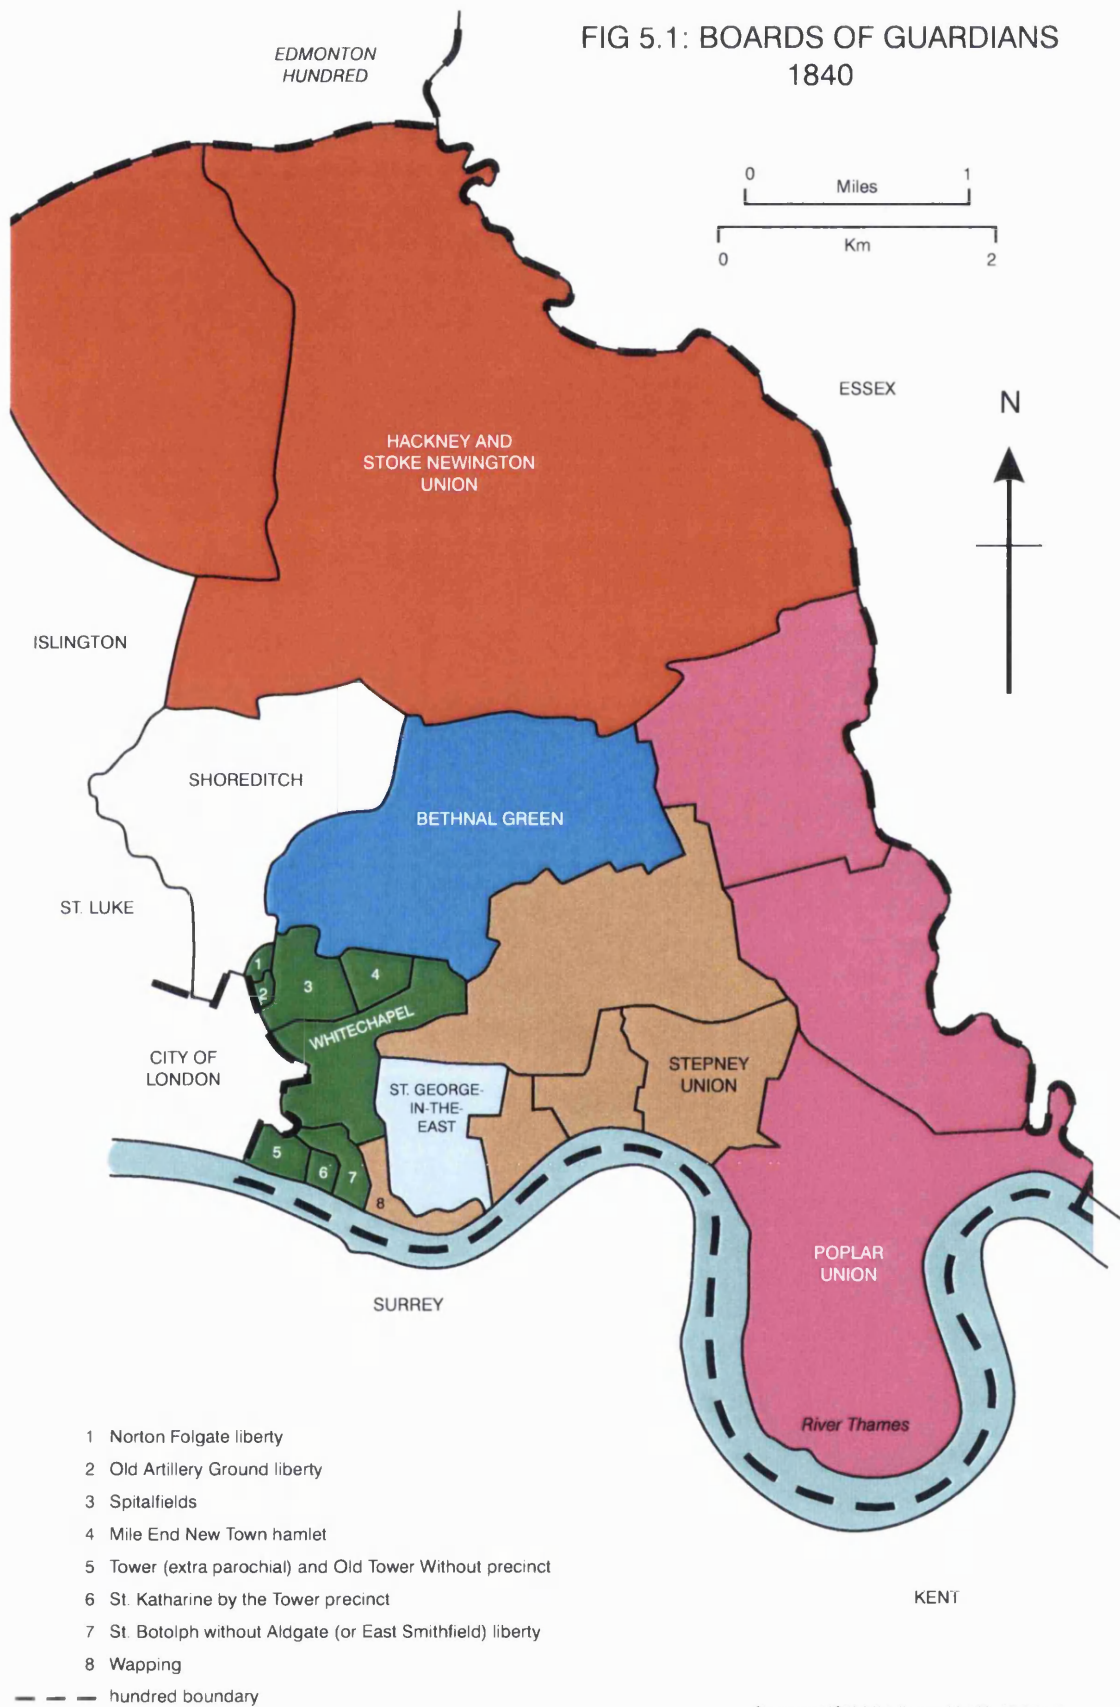 FIG 5.1: BOARDS OF GUARDIANS
1840
EDMONTON
HUNDRED
0 1
Miles
Km
0 2
ESSEX
N
HACKNEY AND
STOKE NEWINGTON
UNION
ISLINGTON
SHOREDITCH
BETHNAL GREEN
ST. LUKE
1
2
3
4
WHITECHAPEL
CITY OF
LONDON
ST. GEORGE-
IN-THE-
EAST
STEPNEY
UNION
5
6
7
8
POPLAR
UNION
SURREY
River Thames
1 Norton Folgate liberty
2 Old Artillery Ground liberty
3 Spitalfields
4 Mile End New Town hamlet
5 Tower (extra parochial) and Old Tower Without precinct
6 St. Katharine by the Tower precinct
7 St. Botolph without Aldgate (or East Smithfield) liberty
8 Wapping
hundred boundary
KENT